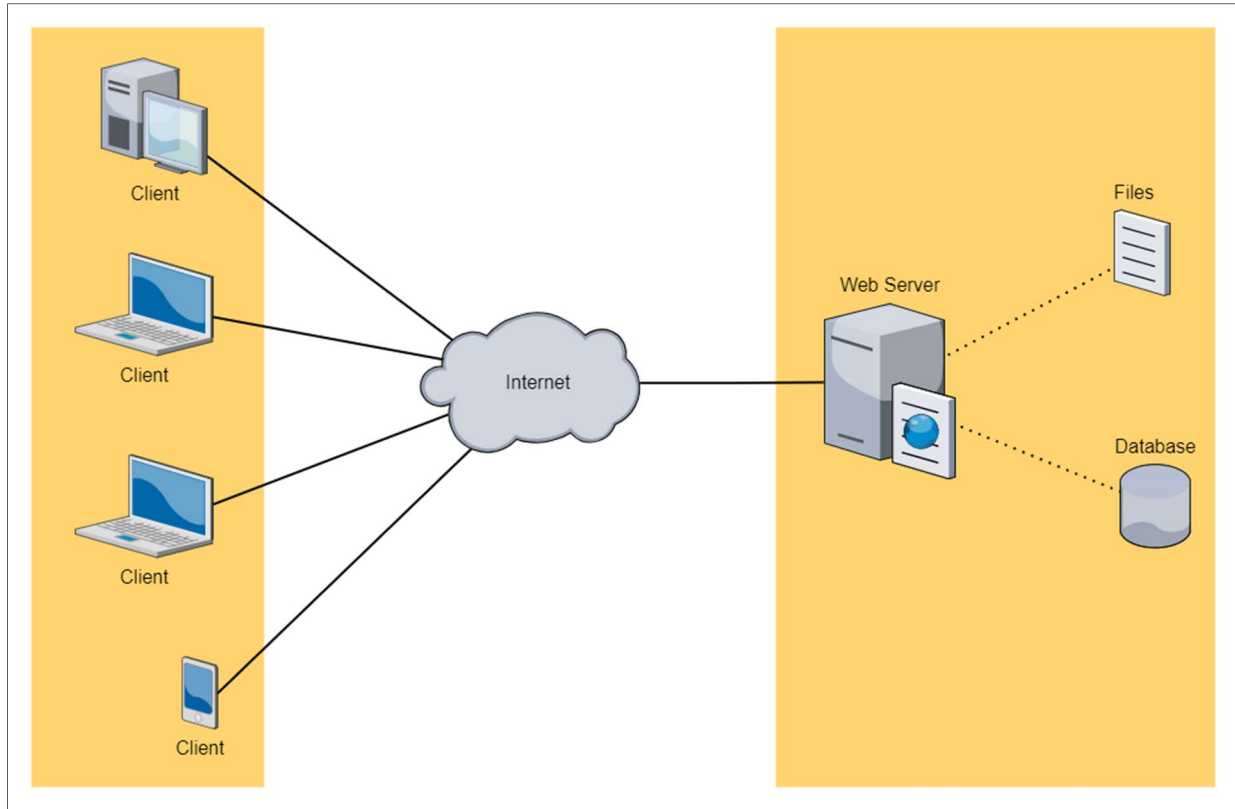 Client
Client
Client
Client
Internet
Web Server
Files
Database